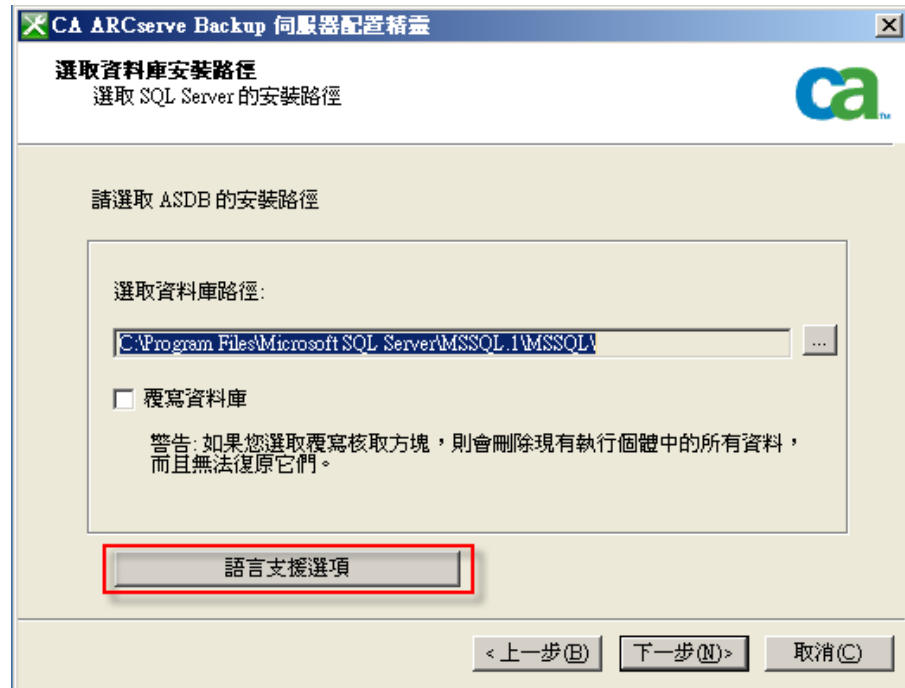 CA ARCserve Backup 伺服器配置精靈
選取資料庫安裝路徑
選取 SQL Server 的安裝路徑
ca
TM
請選取 ASDB 的安裝路徑
選取資料庫路徑:
C:\Program Files\Microsoft SQL Server\MSSQL.1\MSSQL\
...
覆寫資料庫
警告: 如果您選取覆寫核取方塊，則會刪除現有執行個體中的所有資料，
而且無法復原它們。
語言支援選項
<上一步(B) 下一步(N)> 取消(C)